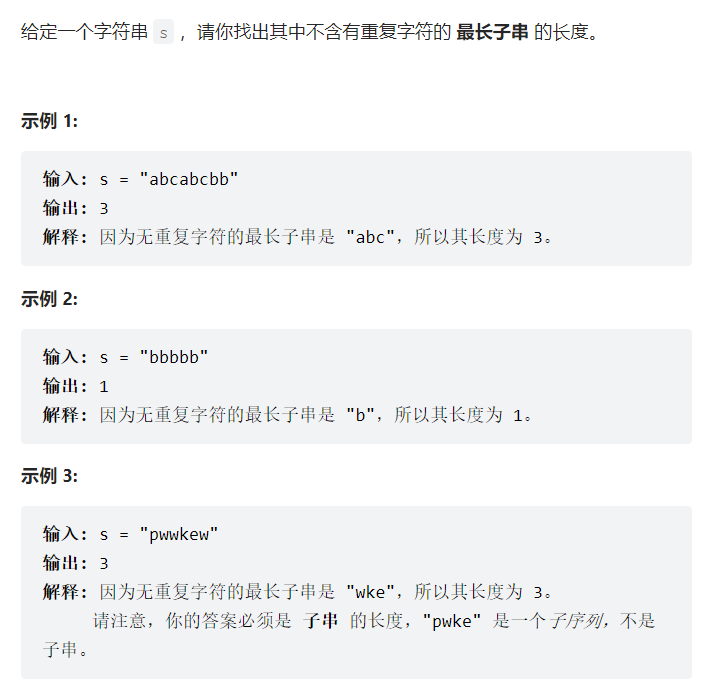 给定一个字符串 s ，请你找出其中不含有重复字符的 最长子串 的长度。
示例 1:
输入: s = "abcabcbb"
输出: 3
解释: 因为无重复字符的最长子串是 "abc"，所以其长度为 3。
示例 2:
输入: s = "bbbbb"
输出: 1
解释: 因为无重复字符的最长子串是 "b"，所以其长度为 1。
示例 3:
输入: s = "pwwkew"
输出: 3
解释: 因为无重复字符的最长子串是 "wke"，所以其长度为 3。
请注意，你的答案必须是 子串 的长度，"pwke" 是一个子序列，不是
子串。